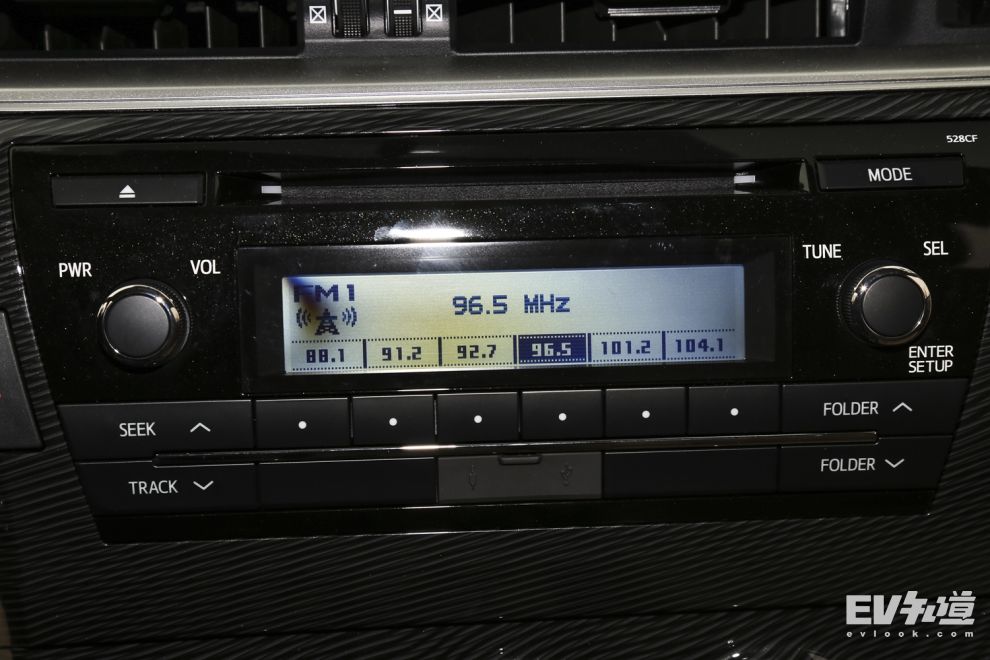 528CF
MODE
PWR
VOL
TUNE
SEL
FM1
96.5 MHz
88.1 91.2 92.7 96.5 101.2 104.1
ENTER
SETUP
SEEK
FOLDER
TRACK
FOLDER
EV知道
evlook.com